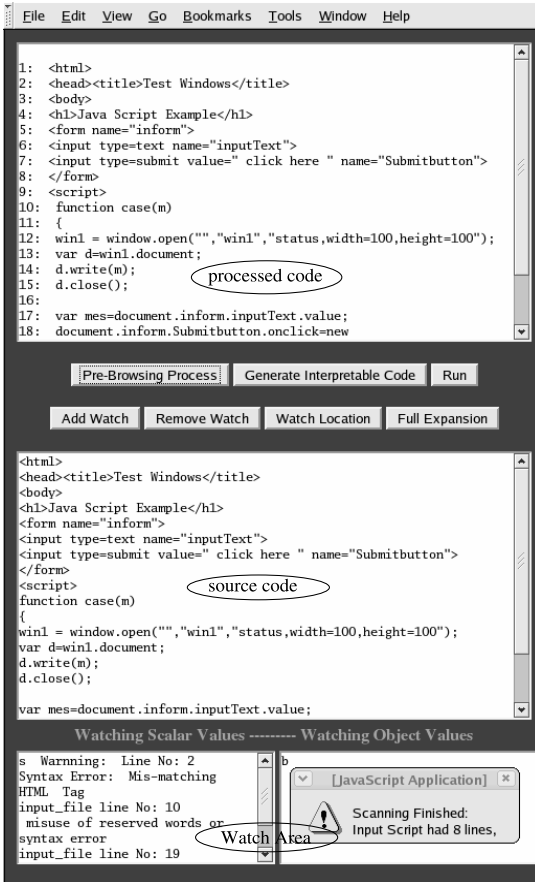 File Edit View Go Bookmarks Tools Window Help
1: <html>
2: <head><title>Test Windows</title>
3: <body>
4: <h1>Java Script Example</h1>
5: <form name="inform">
6: <input type=text name="inputText">
7: <input type=submit value=" click here " name="Submitbutton">
8: </form>
9: <script>
10: function case(m)
11: {
12: win1 = window.open("","win1","status,width=100,height=100");
13: var d=win1.document;
14: d.write(m);
15: d.close();
16:
17: var mes=document.inform.inputText.value;
18: document.inform.Submitbutton.onclick=new
processed code
Pre-Browsing Process Generate Interpretable Code Run
Add Watch Remove Watch Watch Location Full Expansion
<html>
<head><title>Test Windows</title>
<body>
<h1>Java Script Example</h1>
<form name="inform">
<input type=text name="inputText">
<input type=submit value=" click here " name="Submitbutton">
</form>
<script>
function case(m)
{
win1 = window.open("","win1","status,width=100,height=100");
var d=win1.document;
d.write(m);
d.close();
var mes=document.inform.inputText.value;
source code
Watching Scalar Values --------- Watching Object Values
s Warnning: Line No: 2
Syntax Error: Mis-matching
HTML Tag
input_file line No: 10
misuse of reserved words or
syntax error
input_file line No: 19
Watch Area
b
[JavaScript Application]
Scanning Finished:
Input Script had 8 lines,